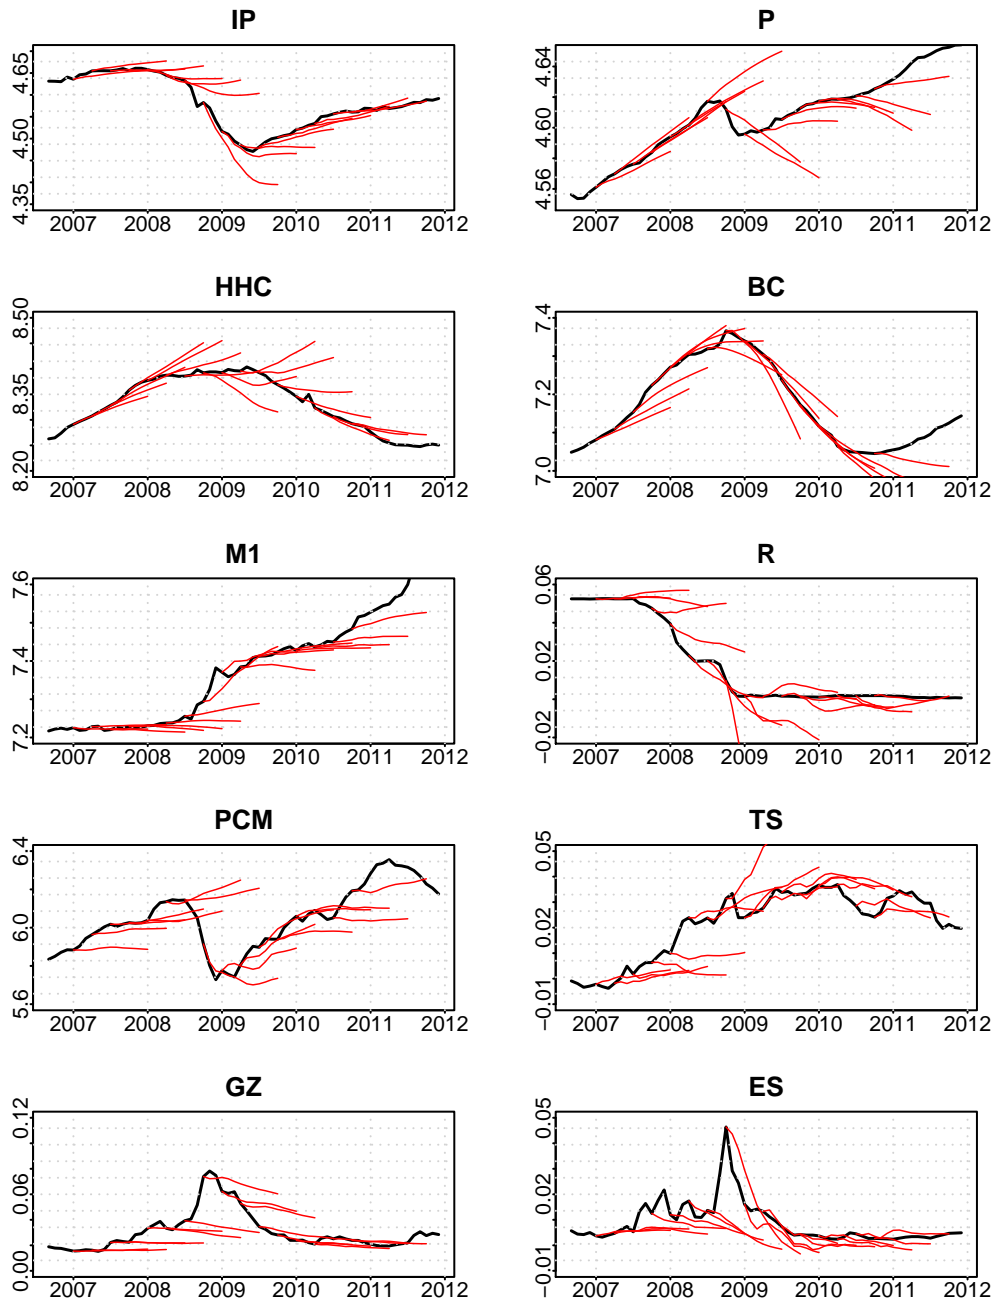 IP
4.35 4.50 4.65
2007 2008 2009 2010 2011 2012
P
4.56 4.60 4.64
2007 2008 2009 2010 2011 2012
HHC
8.20 8.35 8.50
2007 2008 2009 2010 2011 2012
BC
7.0 7.2 7.4
2007 2008 2009 2010 2011 2012
M1
7.2 7.4 7.6
2007 2008 2009 2010 2011 2012
R
−0.02 0.02 0.06
2007 2008 2009 2010 2011 2012
PCM
5.6 6.0 6.4
2007 2008 2009 2010 2011 2012
TS
−0.01 0.02 0.05
2007 2008 2009 2010 2011 2012
GZ
0.00 0.06 0.12
2007 2008 2009 2010 2011 2012
ES
−0.01 0.02 0.05
2007 2008 2009 2010 2011 2012